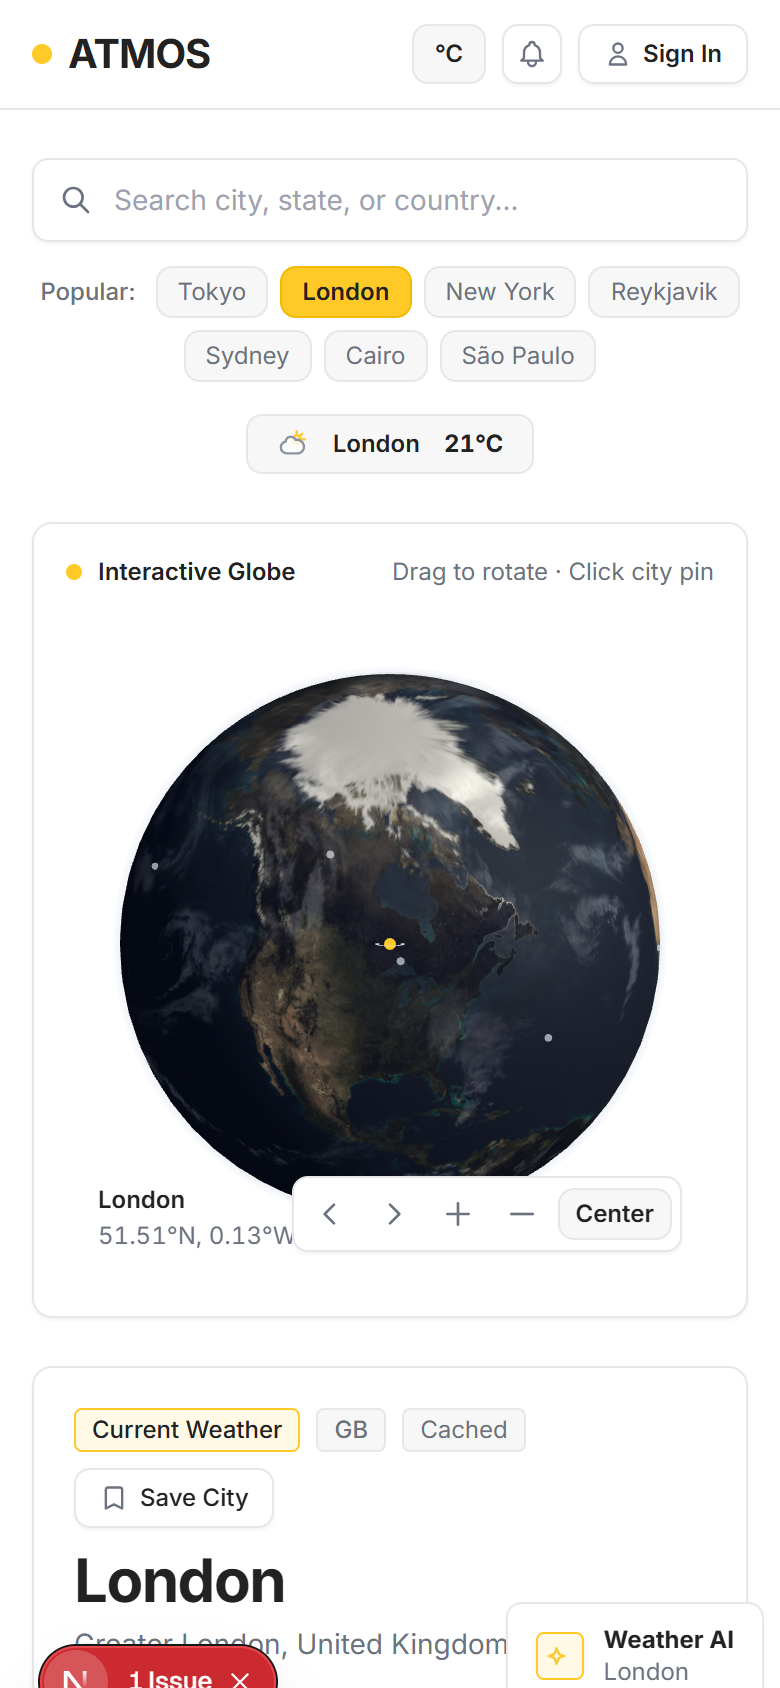 ATMOS °C Sign In
Search city, state, or country...
Popular: Tokyo London New York Reykjavik
Sydney Cairo São Paulo
London 21°C
Interactive Globe Drag to rotate · Click city pin
London
51.51°N, 0.13°W
Center
Current Weather GB Cached
Save City
London
Greater London, United Kingdom
Weather AI
London
N 1 Issue